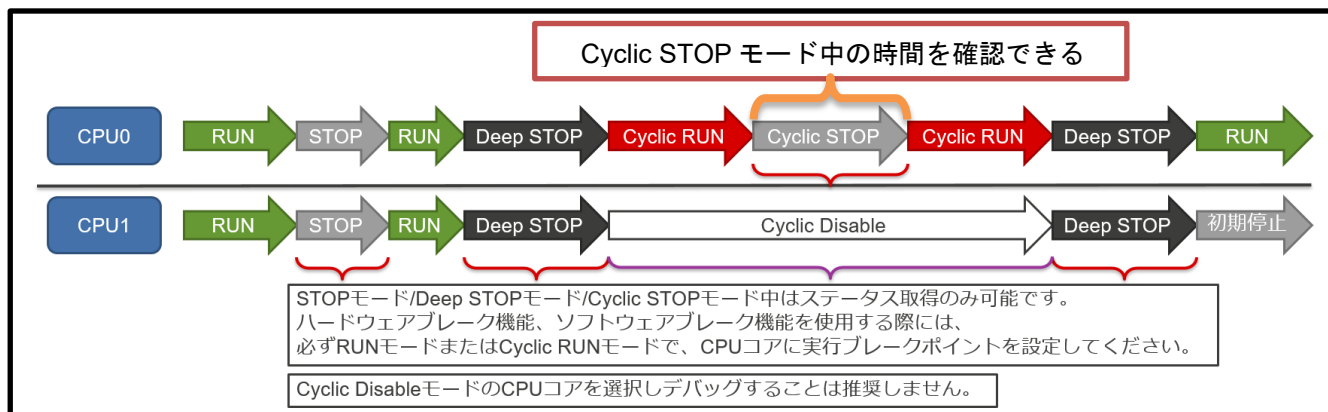 Cyclic STOP モード中の時間を確認できる
CPU0
RUN
STOP
RUN
Deep STOP
Cyclic RUN
Cyclic STOP
Cyclic RUN
Deep STOP
RUN
CPU1
RUN
STOP
RUN
Deep STOP
Cyclic Disable
Deep STOP
初期停止
STOPモード/Deep STOPモード/Cyclic STOPモード中はステータス取得のみ可能です。
ハードウェアブレーク機能、ソフトウェアブレーク機能を使用する際には、
必ずRUNモードまたはCyclic RUNモードで、CPUコアに実行ブレークポイントを設定してください。
Cyclic DisableモードのCPUコアを選択しデバッグすることは推奨しません。